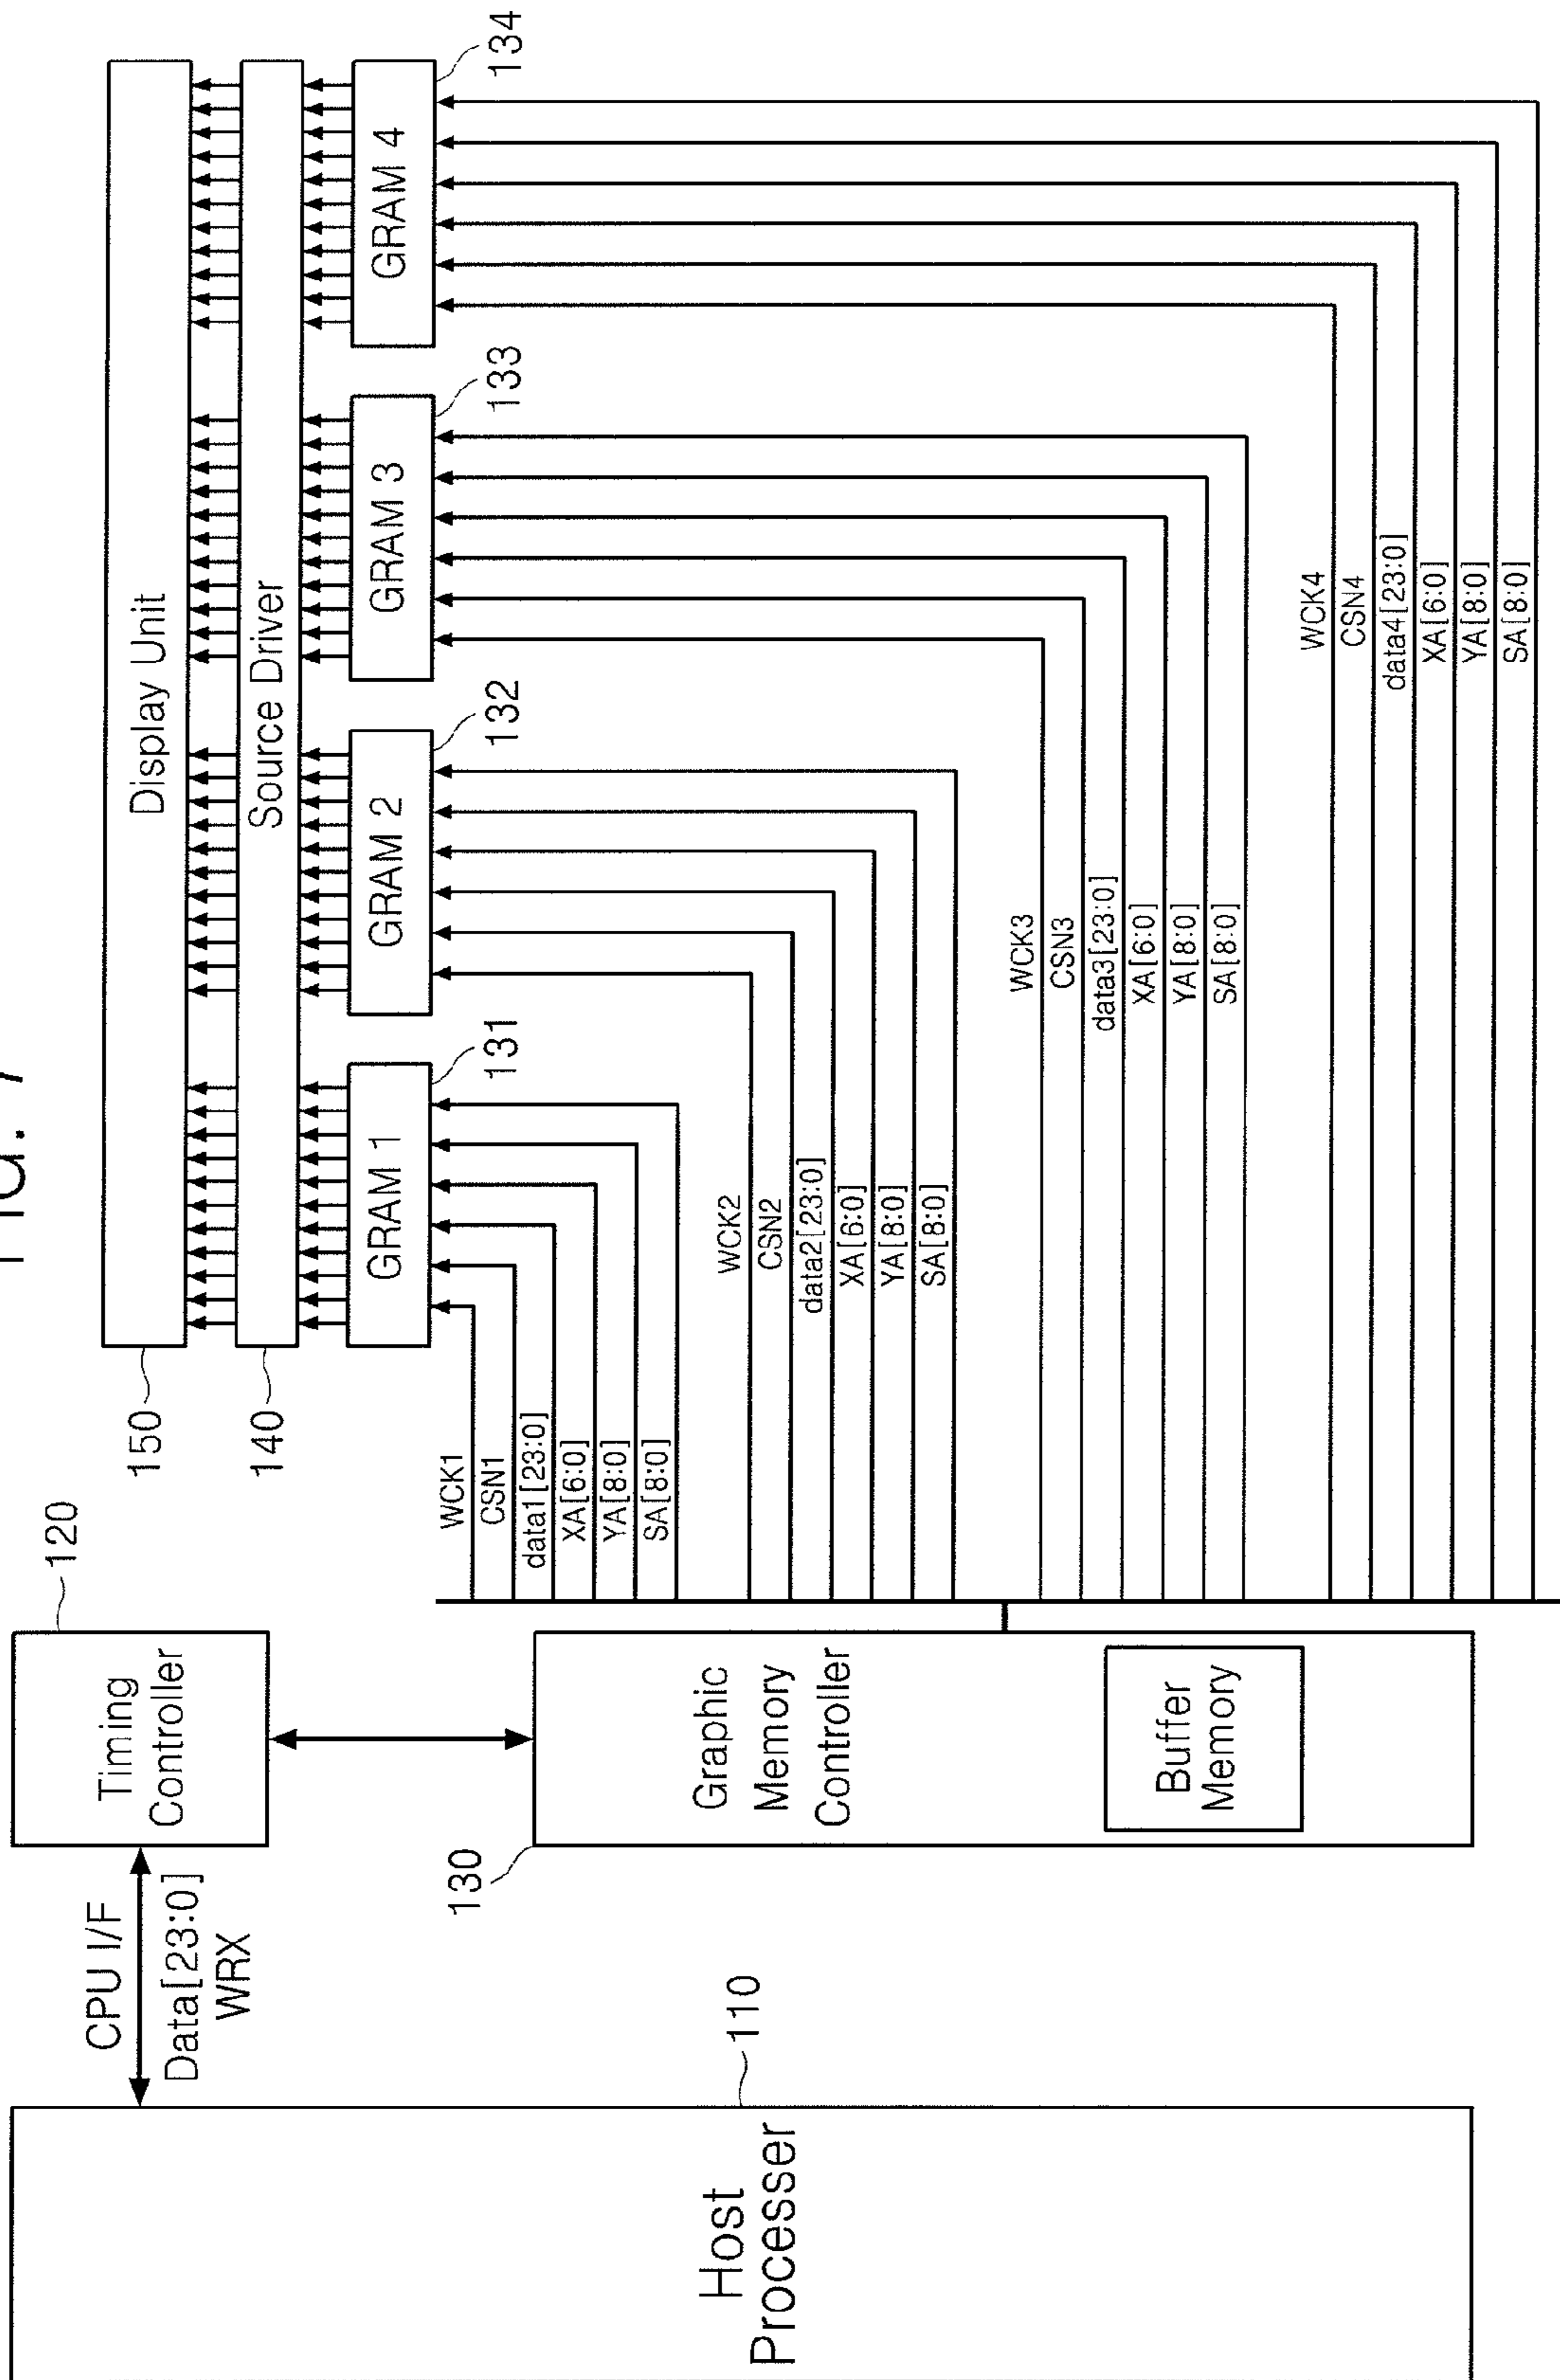 FIG. 7
Host
Processer
110
CPU I/F
Data[23:0]
WRX
Timing
Controller
120
130
Graphic
Memory
Controller
Buffer
Memory
150
Display Unit
140
Source Driver
GRAM 1
131
GRAM 2
132
GRAM 3
133
GRAM 4
134
WCK1
CSN1
data1[23:0]
XA[6:0]
YA[8:0]
SA[8:0]
WCK2
CSN2
data2[23:0]
XA[6:0]
YA[8:0]
SA[8:0]
WCK3
CSN3
data3[23:0]
XA[6:0]
YA[8:0]
SA[8:0]
WCK4
CSN4
data4[23:0]
XA[6:0]
YA[8:0]
SA[8:0]